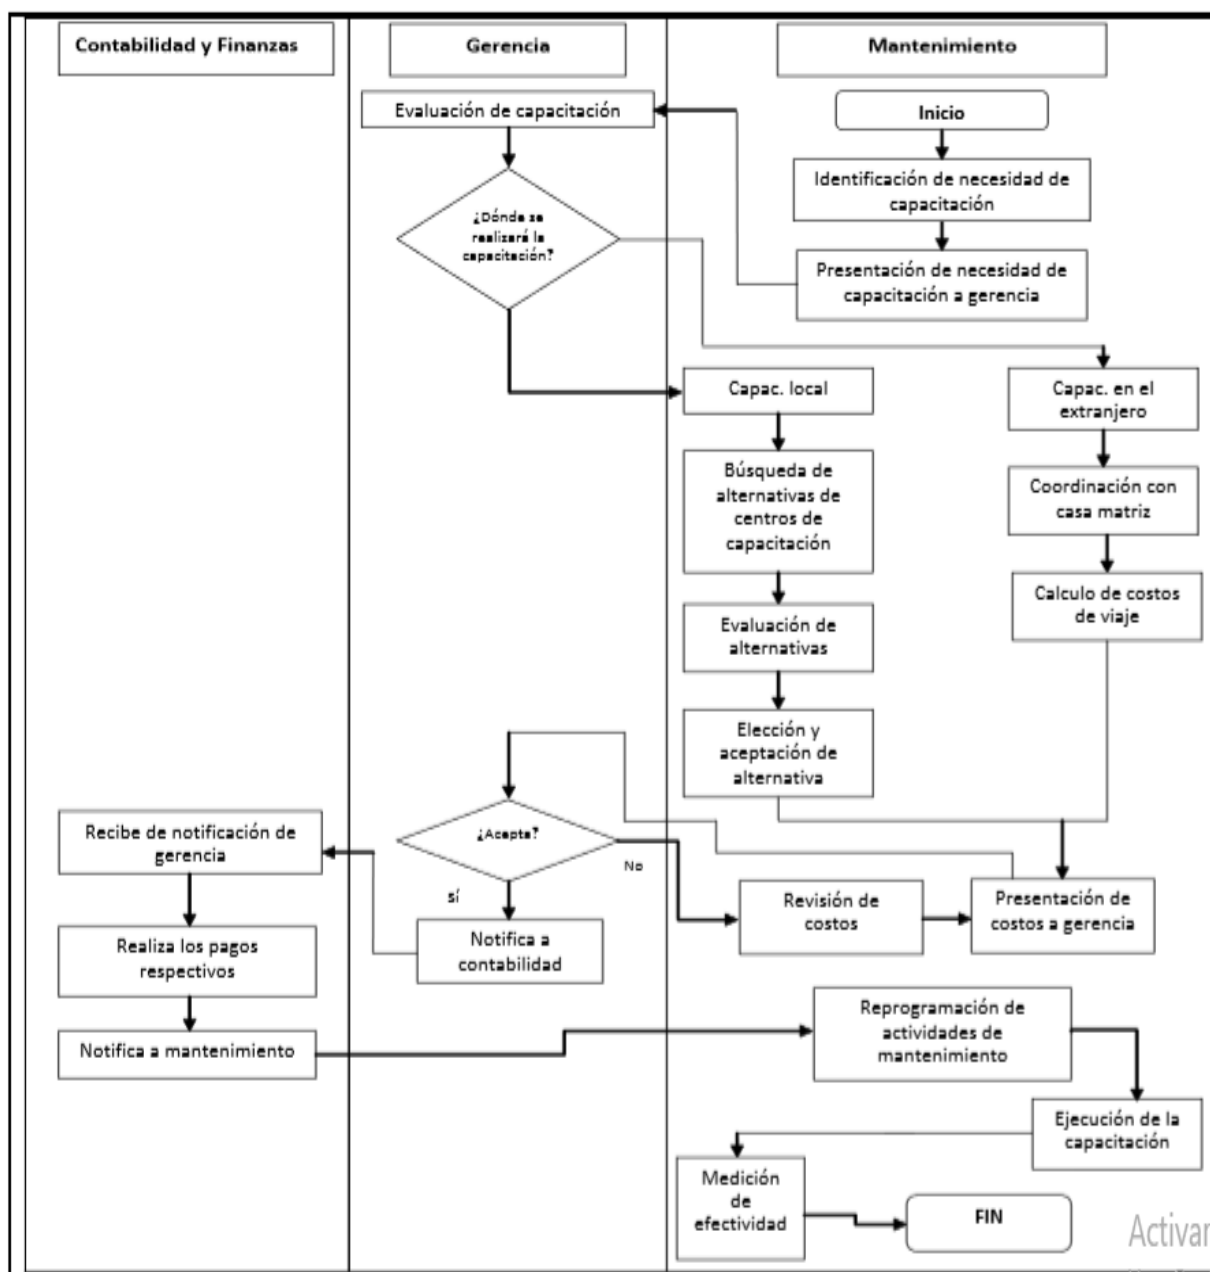 Contabilidad y Finanzas
Gerencia
Mantenimiento
Evaluación de capacitación
Inicio
Identificación de necesidad de
capacitación
¿Dónde se
realizará la
capacitación?
Presentación de necesidad de
capacitación a gerencia
Capac. local
Capac. en el
extranjero
Búsqueda de
alternativas de
centros de
capacitación
Coordinación con
casa matriz
Calculo de costos
de viaje
Evaluación de
alternativas
Elección y
aceptación de
alternativa
Recibe de notificación de
gerencia
¿Acepta?
No
sí
Revisión de
costos
Presentación de
costos a gerencia
Notifica a
contabilidad
Realiza los pagos
respectivos
Notifica a mantenimiento
Reprogramación de
actividades de
mantenimiento
Ejecución de la
capacitación
Medición
de
efectividad
FIN
Activar